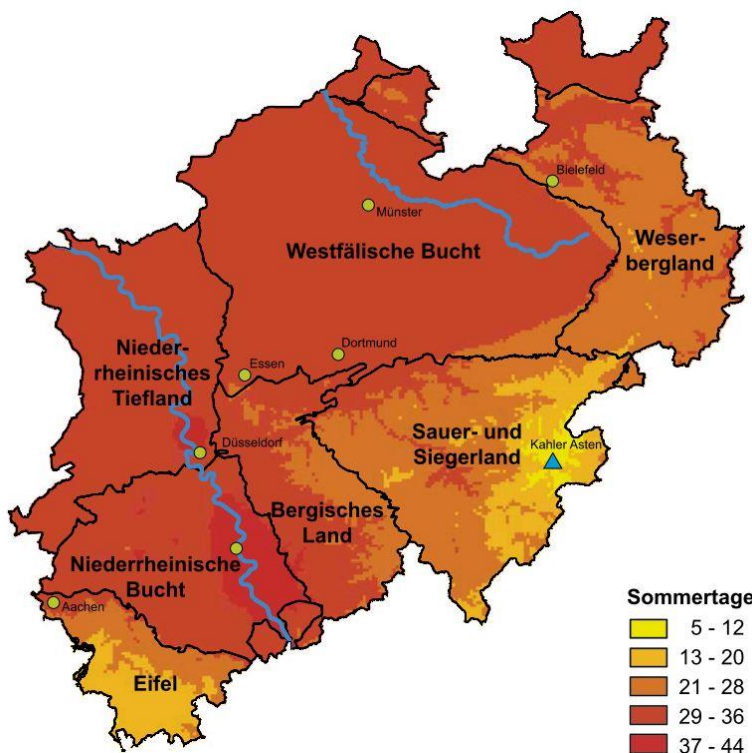 Bielefeld
Münster
Westfälische Bucht
Weser-
bergland
Dortmund
Essen
Nieder-
rheinisches
Tiefland
Düsseldorf
Sauer- und
Siegerland
Kahler Asten
Bergisches
Land
Niederrheinische
Bucht
Aachen
Eifel
Sommertage
5 - 12
13 - 20
21 - 28
29 - 36
37 - 44